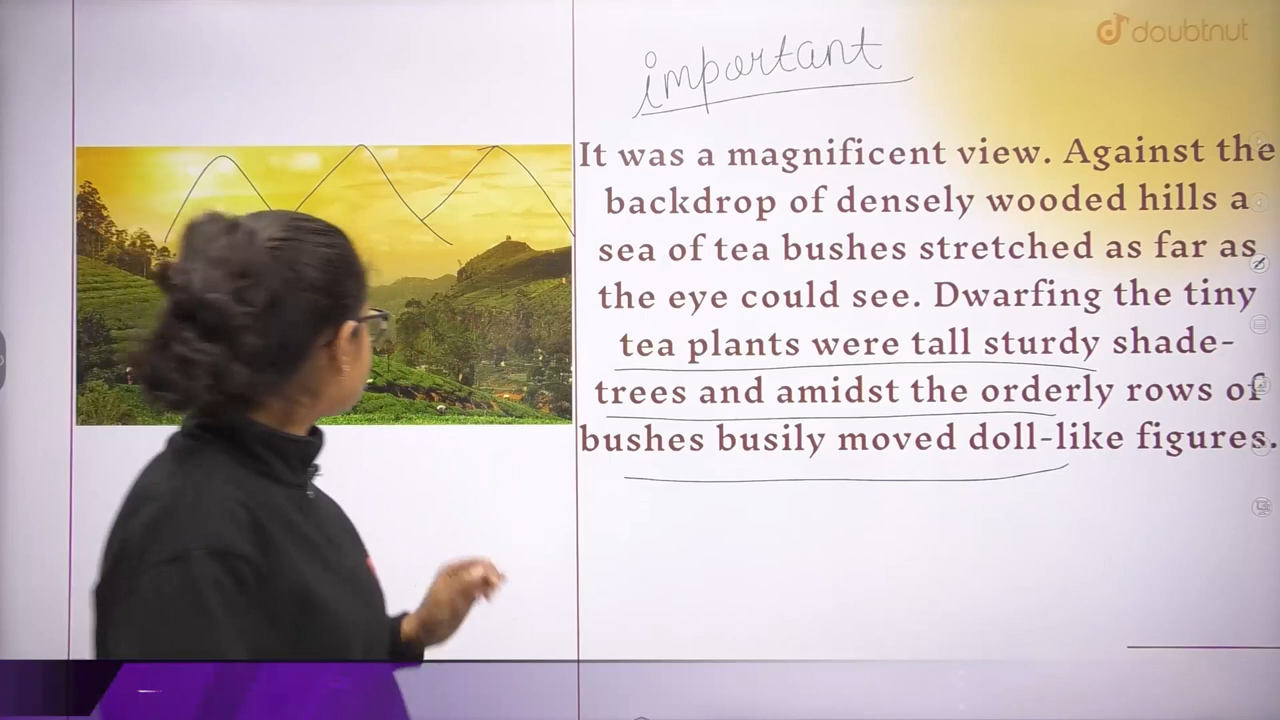 doubtnut
important
It was a magnificent view. Against the
backdrop of densely wooded hills a
sea of tea bushes stretched as far as
the eye could see. Dwarfing the tiny
tea plants were tall sturdy shade-
trees and amidst the orderly rows of
bushes busily moved doll-like figures.